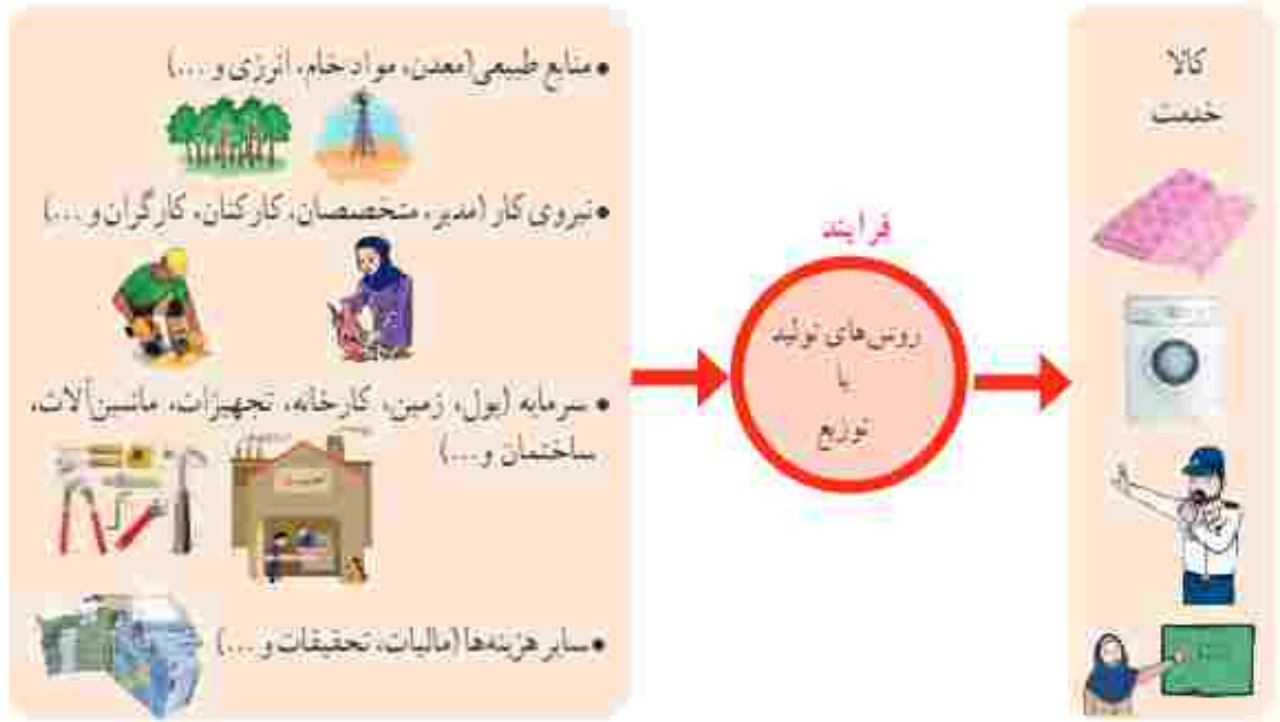 • منابع طبیعی (معدن، مواد خام، انرژی و ...)
• نیروی کار (مدیر، متخصصان، کارکنان، کارگران و ...)
• سرمایه (پول، زمین، کارخانه، تجهیزات، ماشین‌آلات،
ساختمان و...)
• سایر هزینه‌ها (مالیات، تحقیقات و ...)
فرایند
روش‌های تولید
یا
توزیع
کالا
خدمت